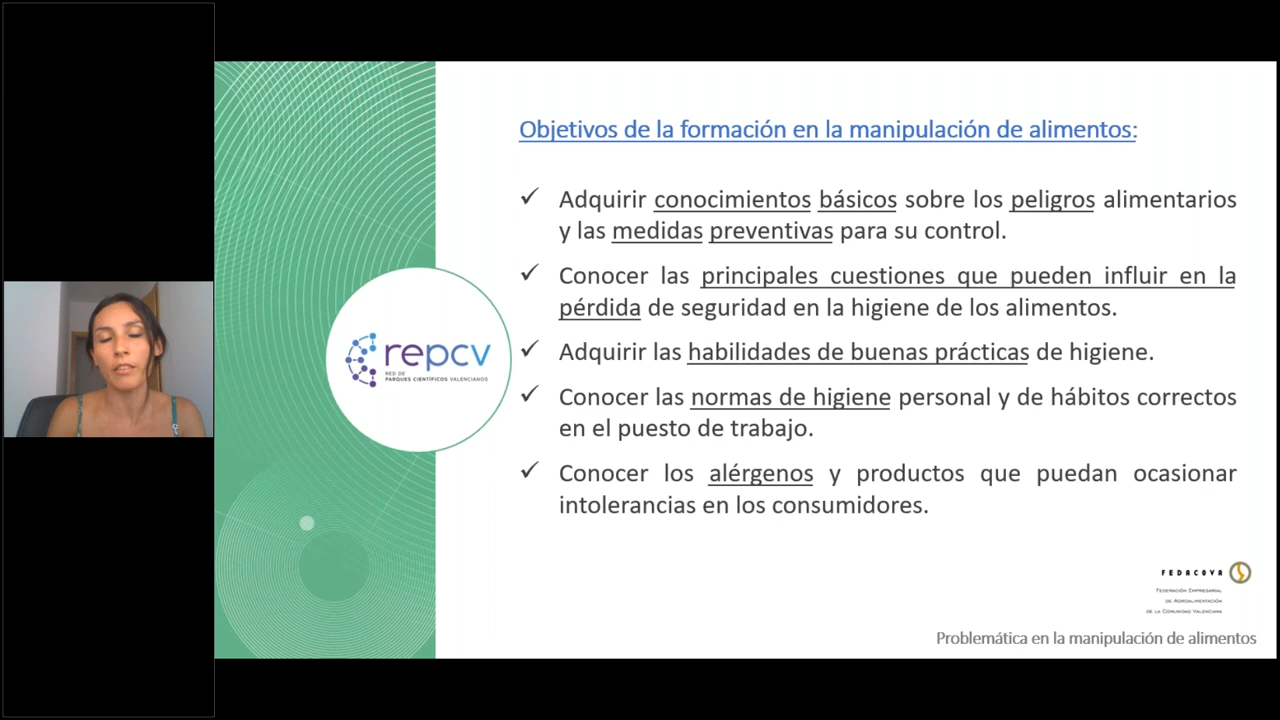 Objetivos de la formación en la manipulación de alimentos:
✓ Adquirir conocimientos básicos sobre los peligros alimentarios
y las medidas preventivas para su control.
✓ Conocer las principales cuestiones que pueden influir en la
pérdida de seguridad en la higiene de los alimentos.
✓ Adquirir las habilidades de buenas prácticas de higiene.
✓ Conocer las normas de higiene personal y de hábitos correctos
en el puesto de trabajo.
✓ Conocer los alérgenos y productos que puedan ocasionar
intolerancias en los consumidores.
repcv
RED DE
PARQUES CIENTÍFICOS VALENCIANOS
FEDACOVA
FEDERACIÓN EMPRESARIAL
DE AGROALIMENTACIÓN
DE LA COMUNIDAD VALENCIANA
Problemática en la manipulación de alimentos